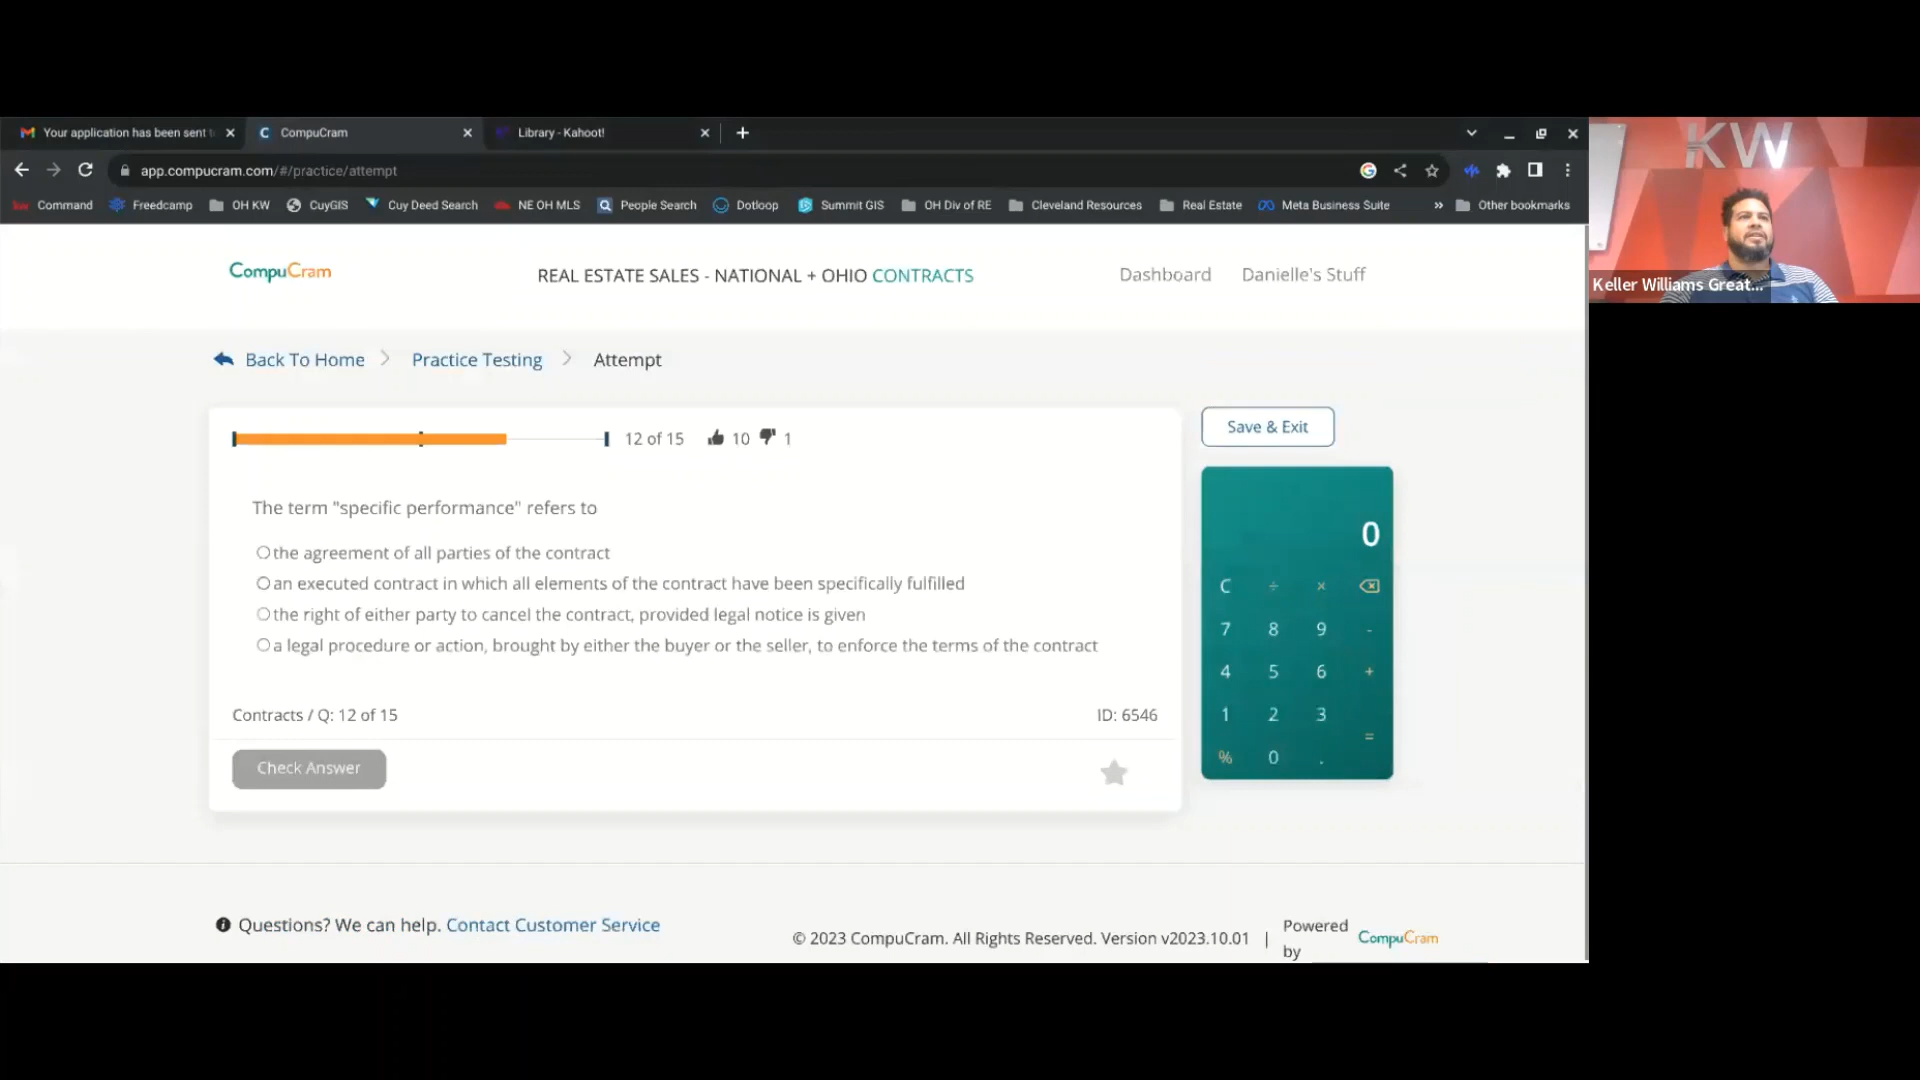 Your application has been sent t
CompuCram
Library - Kahoot!
app.compucram.com/#/practice/attempt
kw Command
Freedcamp
OH KW
CuyGIS
Cuy Deed Search
NE OH MLS
People Search
Dotloop
Summit GIS
OH Div of RE
Cleveland Resources
Real Estate
Meta Business Suite
»
Other bookmarks
KW
Keller Williams Great...
CompuCram
REAL ESTATE SALES - NATIONAL + OHIO CONTRACTS
Dashboard
Danielle's Stuff
Back To Home > Practice Testing > Attempt
12 of 15 10 1
Save & Exit
The term "specific performance" refers to
the agreement of all parties of the contract
an executed contract in which all elements of the contract have been specifically fulfilled
the right of either party to cancel the contract, provided legal notice is given
a legal procedure or action, brought by either the buyer or the seller, to enforce the terms of the contract
Contracts / Q: 12 of 15
ID: 6546
Check Answer
0
C ÷ ×
7 8 9 -
4 5 6 +
1 2 3
=
% 0 .
Questions? We can help. Contact Customer Service
© 2023 CompuCram. All Rights Reserved. Version v2023.10.01 |
Powered
by
CompuCram